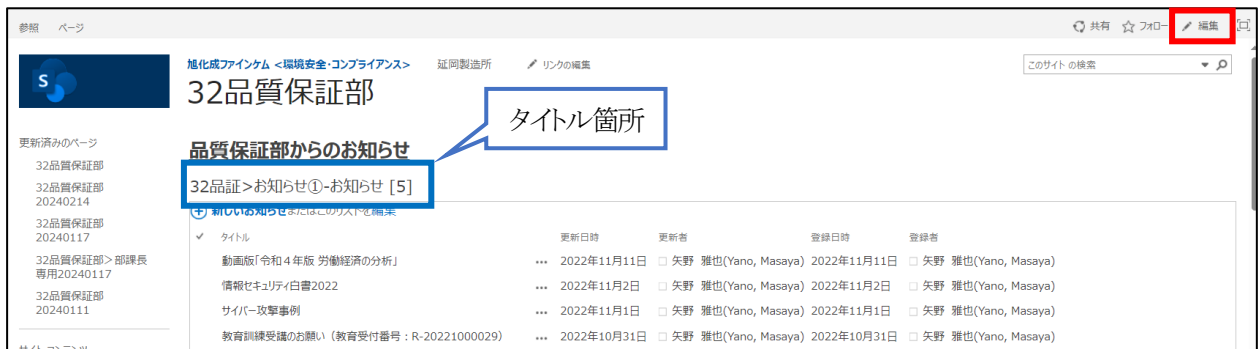 参照 ページ 共有 フォロー 編集
S
旭化成ファインケム <環境安全・コンプライアンス> 延岡製造所 リンクの編集
このサイト の検索
32品質保証部
タイトル箇所
更新済みのページ
32品質保証部
32品質保証部
20240214
32品質保証部
20240117
32品質保証部＞部課長
専用20240117
32品質保証部
20240111
品質保証部からのお知らせ
32品証>お知らせ①-お知らせ [5]
新しいお知らせまたはこのリストを編集
タイトル 更新日時 更新者 登録日時 登録者
動画版「令和４年版 労働経済の分析」 ... 2022年11月11日 矢野 雅也(Yano, Masaya) 2022年11月11日 矢野 雅也(Yano, Masaya)
情報セキュリティ白書2022 ... 2022年11月2日 矢野 雅也(Yano, Masaya) 2022年11月2日 矢野 雅也(Yano, Masaya)
サイバー攻撃事例 ... 2022年11月1日 矢野 雅也(Yano, Masaya) 2022年11月1日 矢野 雅也(Yano, Masaya)
教育訓練受講のお願い（教育受付番号：R-20221000029） ... 2022年10月31日 矢野 雅也(Yano, Masaya) 2022年10月31日 矢野 雅也(Yano, Masaya)